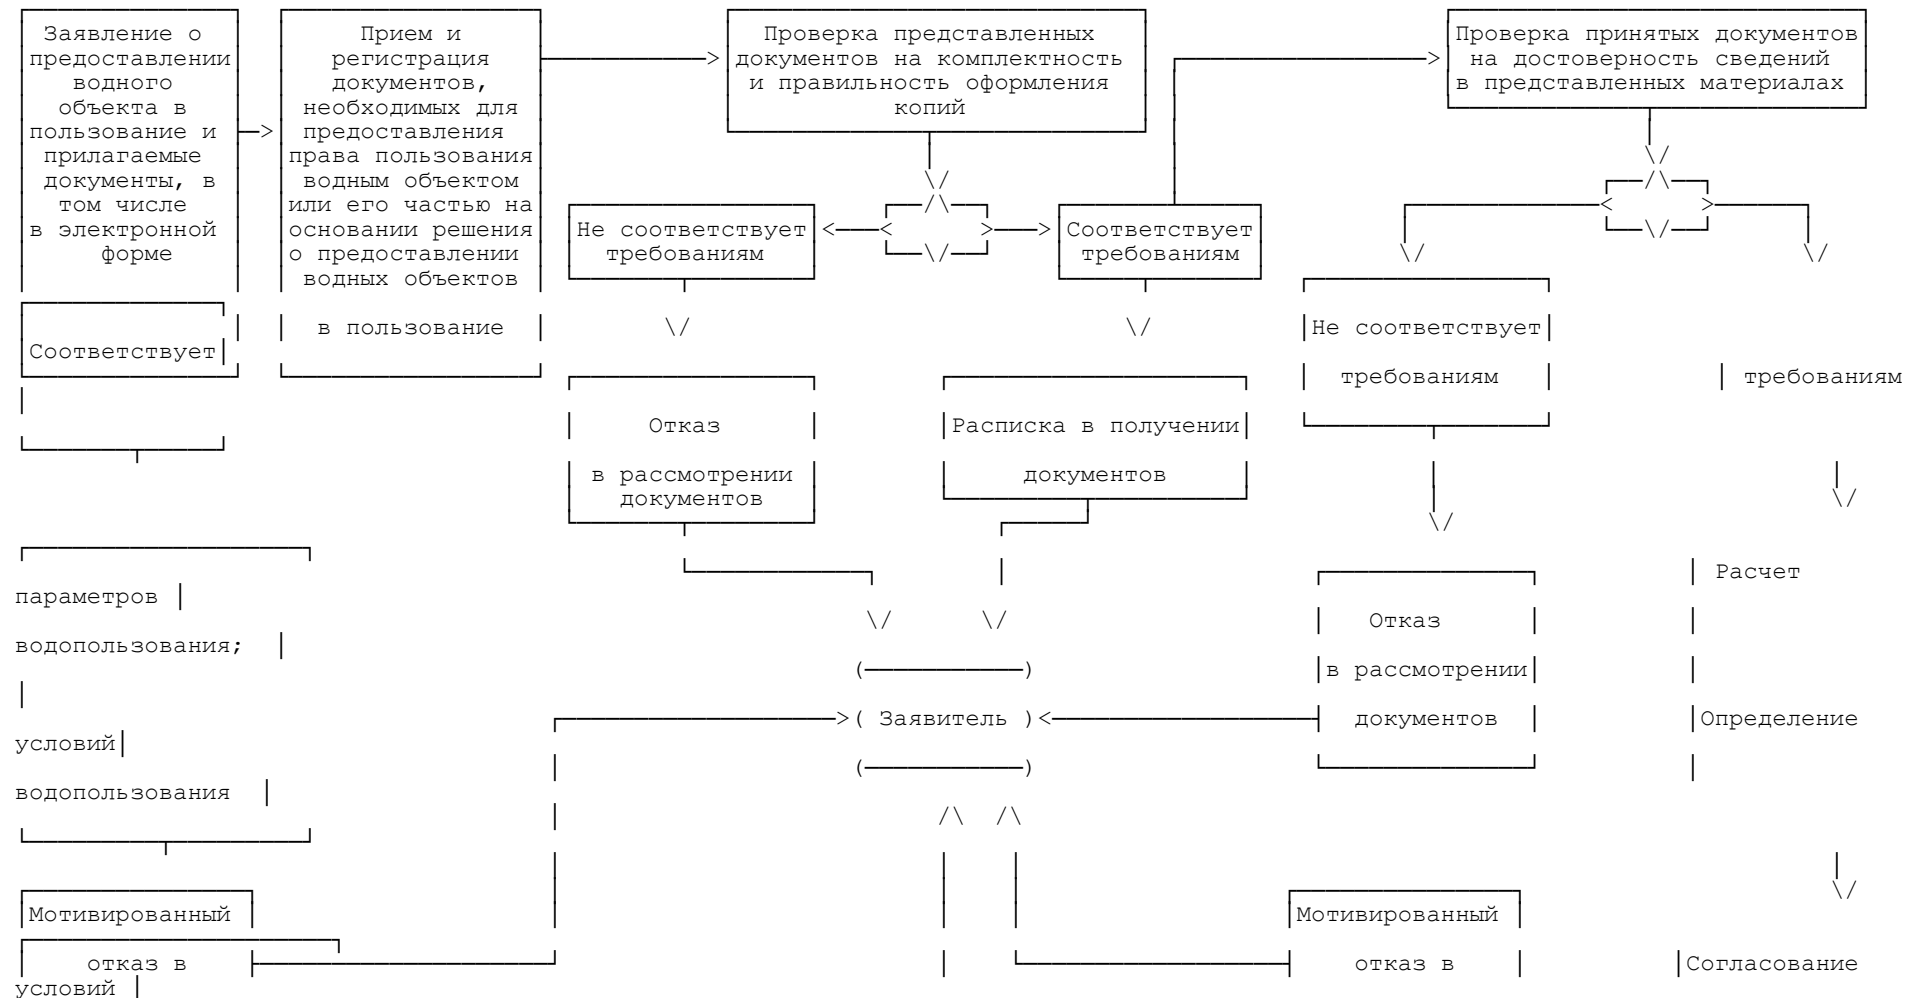 Заявление о
предоставлении
водного
объекта в
пользование и
прилагаемые
документы, в
том числе
в электронной
форме
Прием и
регистрация
документов,
необходимых для
предоставления
права пользования
водным объектом
или его частью на
основании решения
о предоставлении
водных объектов
в пользование
Проверка представленных
документов на комплектность
и правильность оформления
копий
Проверка принятых документов
на достоверность сведений
в представленных материалах
Не соответствует
требованиям
Соответствует
требованиям
Соответствует
Не соответствует
требованиям
требованиям
Отказ
в рассмотрении
документов
Расписка в получении
документов
Расчет
параметров
водопользования;
Отказ
в рассмотрении
документов
Заявитель
Определение
условий
водопользования
Мотивированный
отказ в
Мотивированный
отказ в
Согласование
условий